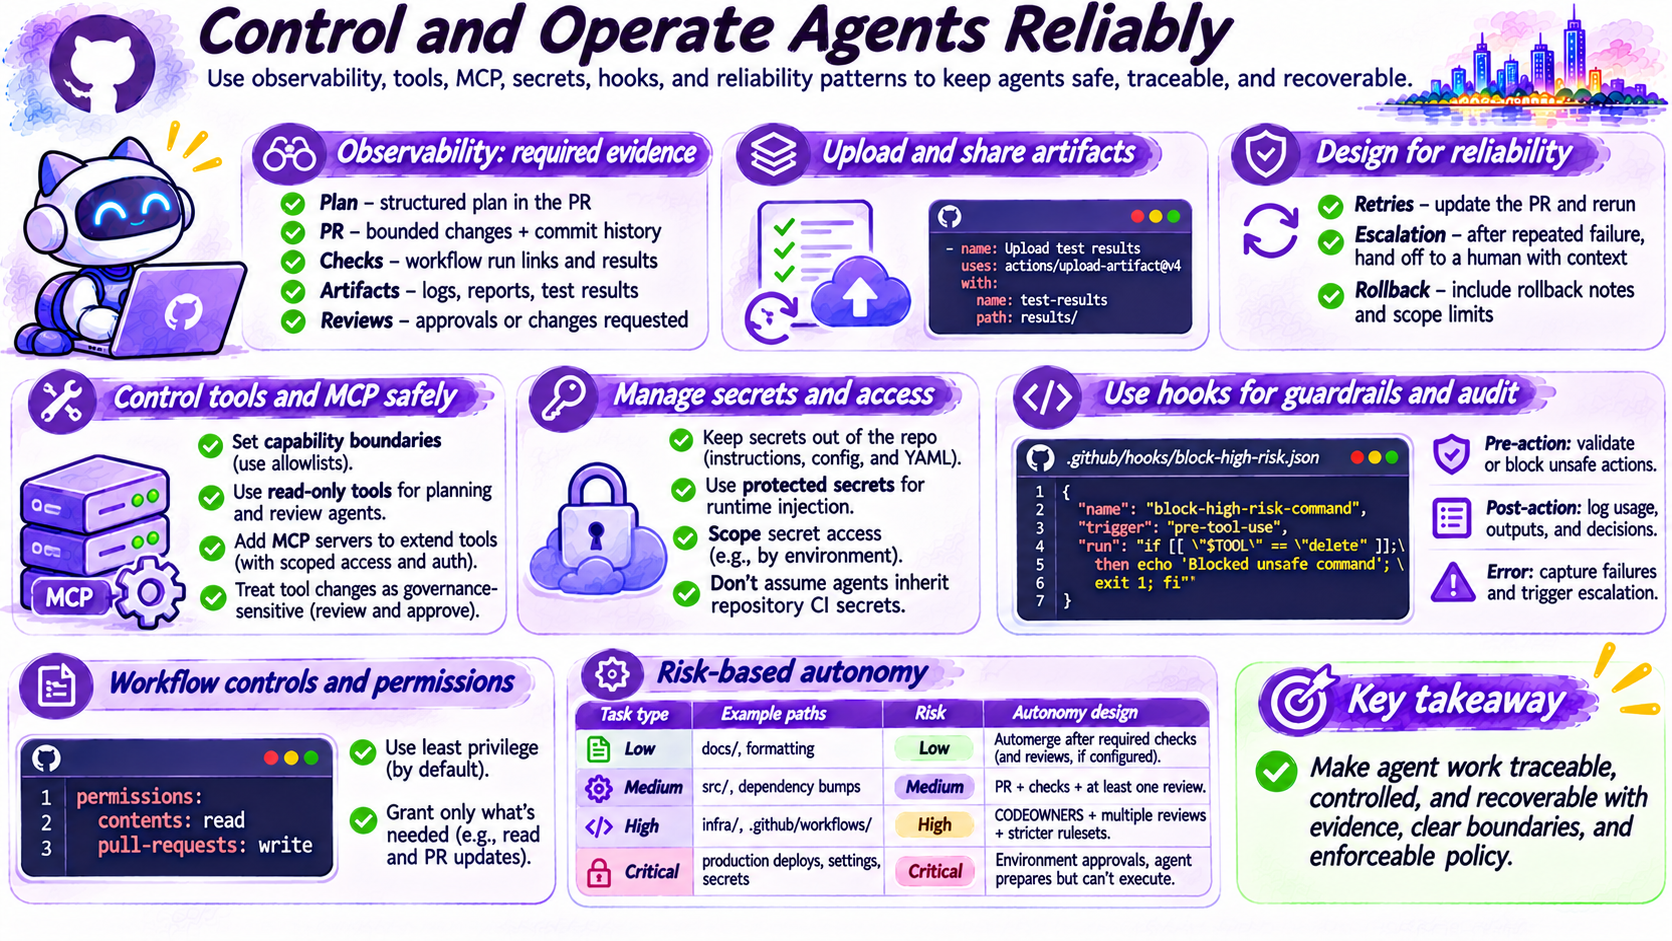 Control and Operate Agents Reliably
Use observability, tools, MCP, secrets, hooks, and reliability patterns to keep agents safe, traceable, and recoverable.
Observability: required evidence
Plan – structured plan in the PR
PR – bounded changes + commit history
Checks – workflow run links and results
Artifacts – logs, reports, test results
Reviews – approvals or changes requested
Upload and share artifacts
- name: Upload test results
uses: actions/upload-artifact@v4
with:
name: test-results
path: results/
Design for reliability
Retries – update the PR and rerun
Escalation – after repeated failure,
hand off to a human with context
Rollback – include rollback notes
and scope limits
Control tools and MCP safely
MCP
Set capability boundaries
(use allowlists).
Use read-only tools for planning
and review agents.
Add MCP servers to extend tools
(with scoped access and auth).
Treat tool changes as governance-
sensitive (review and approve).
Manage secrets and access
Keep secrets out of the repo
(instructions, config, and YAML).
Use protected secrets for
runtime injection.
Scope secret access
(e.g., by environment).
Don't assume agents inherit
repository CI secrets.
Use hooks for guardrails and audit
.github/hooks/block-high-risk.json
1 {
2 "name": "block-high-risk-command",
3 "trigger": "pre-tool-use",
4 "run": "if [[ \"$TOOL\" == \"delete" ]];\
5 then echo 'Blocked unsafe command'; \
6 exit 1; fi"'
7 }
Pre-action: validate
or block unsafe actions.
Post-action: log usage,
outputs, and decisions.
Error: capture failures
and trigger escalation.
Workflow controls and permissions
1 permissions:
2 contents: read
3 pull-requests: write
Use least privilege
(by default).
Grant only what's
needed (e.g., read
and PR updates).
Risk-based autonomy
Task type Example paths Risk Autonomy design
Low docs/, formatting Low Automerge after required checks
(and reviews, if configured).
Medium src/, dependency bumps Medium PR + checks + at least one review.
High infra/, .github/workflows/ High CODEOWNERS + multiple reviews
+ stricter rulesets.
Critical production deploys, settings,
secrets Critical Environment approvals, agent
prepares but can't execute.
Key takeaway
Make agent work traceable,
controlled, and recoverable with
evidence, clear boundaries, and
enforceable policy.